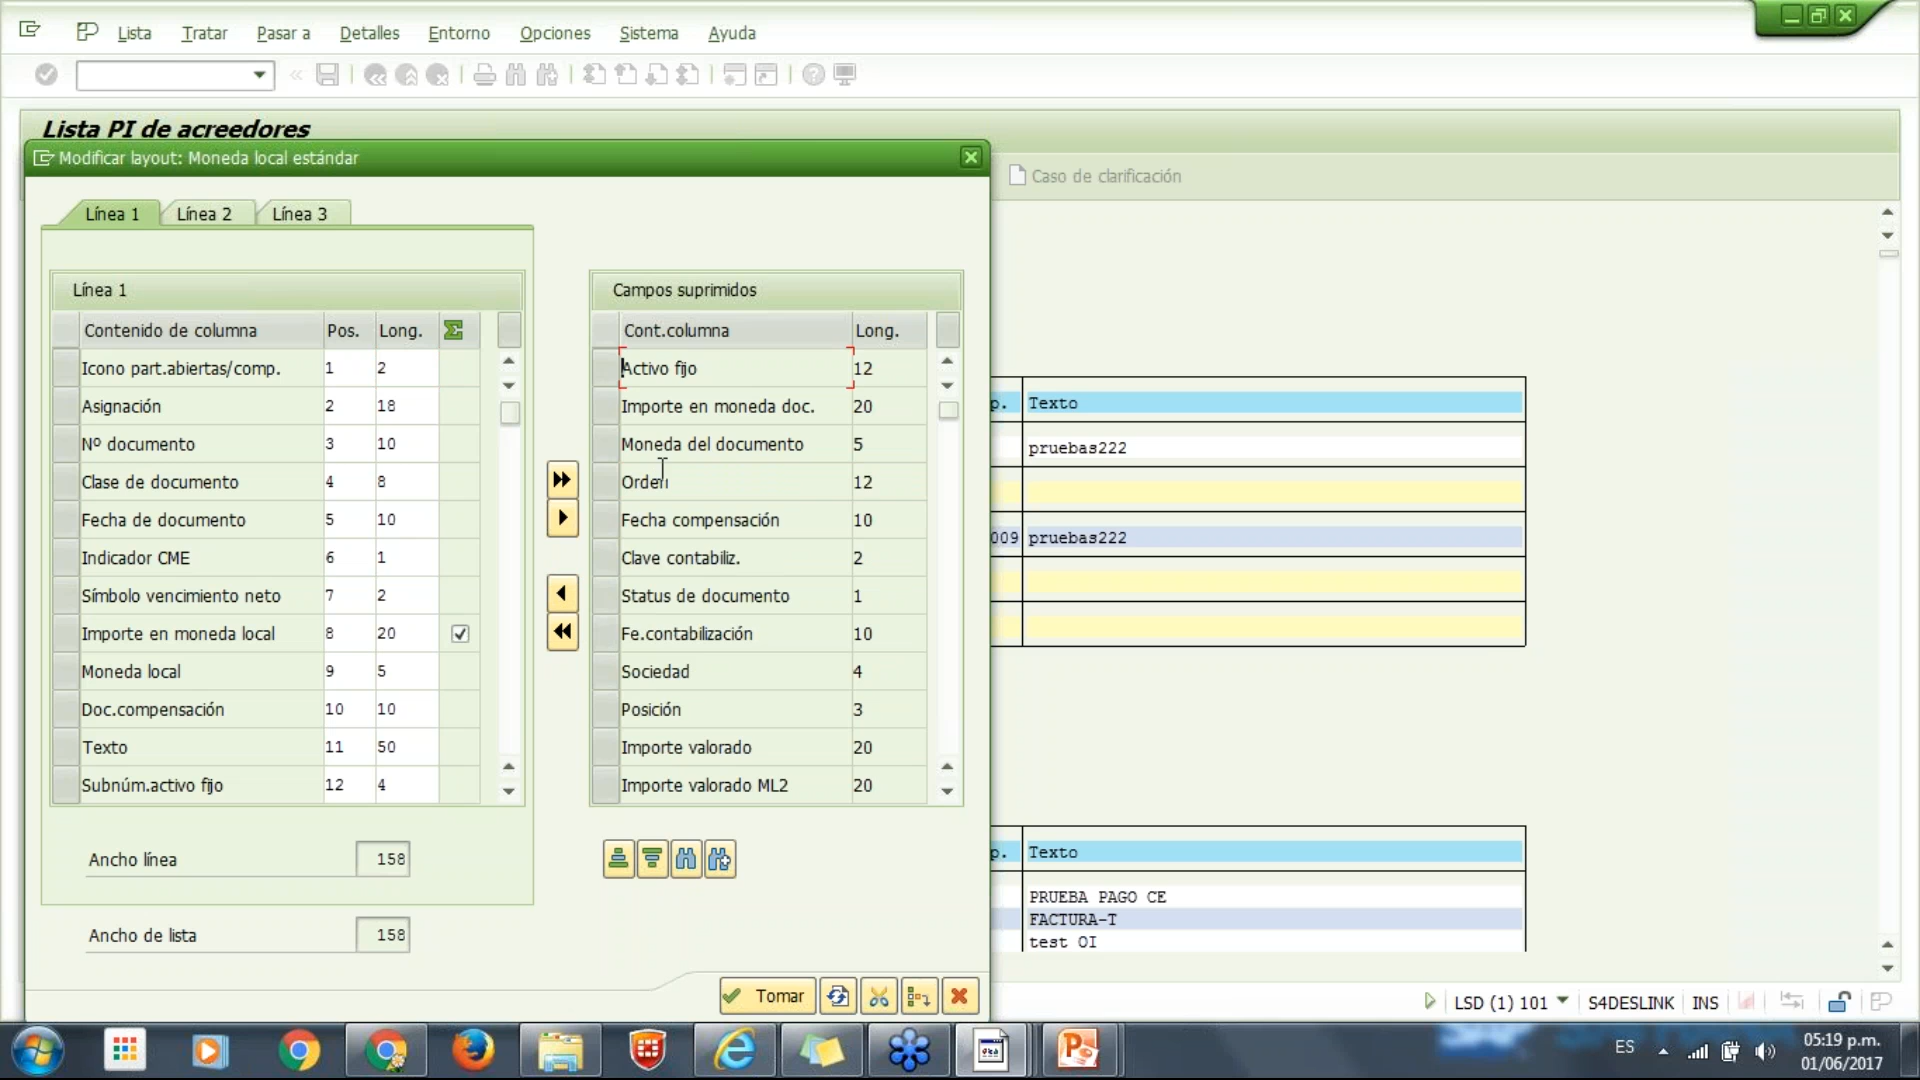 Lista Tratar Pasar a Detalles Entorno Opciones Sistema Ayuda
Lista PI de acreedores
Modificar layout: Moneda local estándar
Caso de clarificación
Línea 1 Línea 2 Línea 3
Línea 1
Contenido de columna Pos. Long.
Icono part.abiertas/comp. 1 2
Asignación 2 18
Nº documento 3 10
Clase de documento 4 8
Fecha de documento 5 10
Indicador CME 6 1
Símbolo vencimiento neto 7 2
Importe en moneda local 8 20
Moneda local 9 5
Doc.compensación 10 10
Texto 11 50
Subnúm.activo fijo 12 4
Ancho línea 158
Ancho de lista 158
Campos suprimidos
Cont.columna Long.
Activo fijo 12
Importe en moneda doc. 20
Moneda del documento 5
Orden 12
Fecha compensación 10
Clave contabiliz. 2
Status de documento 1
Fe.contabilización 10
Sociedad 4
Posición 3
Importe valorado 20
Importe valorado ML2 20
Tomar
p. Texto
pruebas222
009 pruebas222
p. Texto
PRUEBA PAGO CE
FACTURA-T
test OI
LSD (1) 101 S4DESLINK INS
ES
05:19 p.m.
01/06/2017